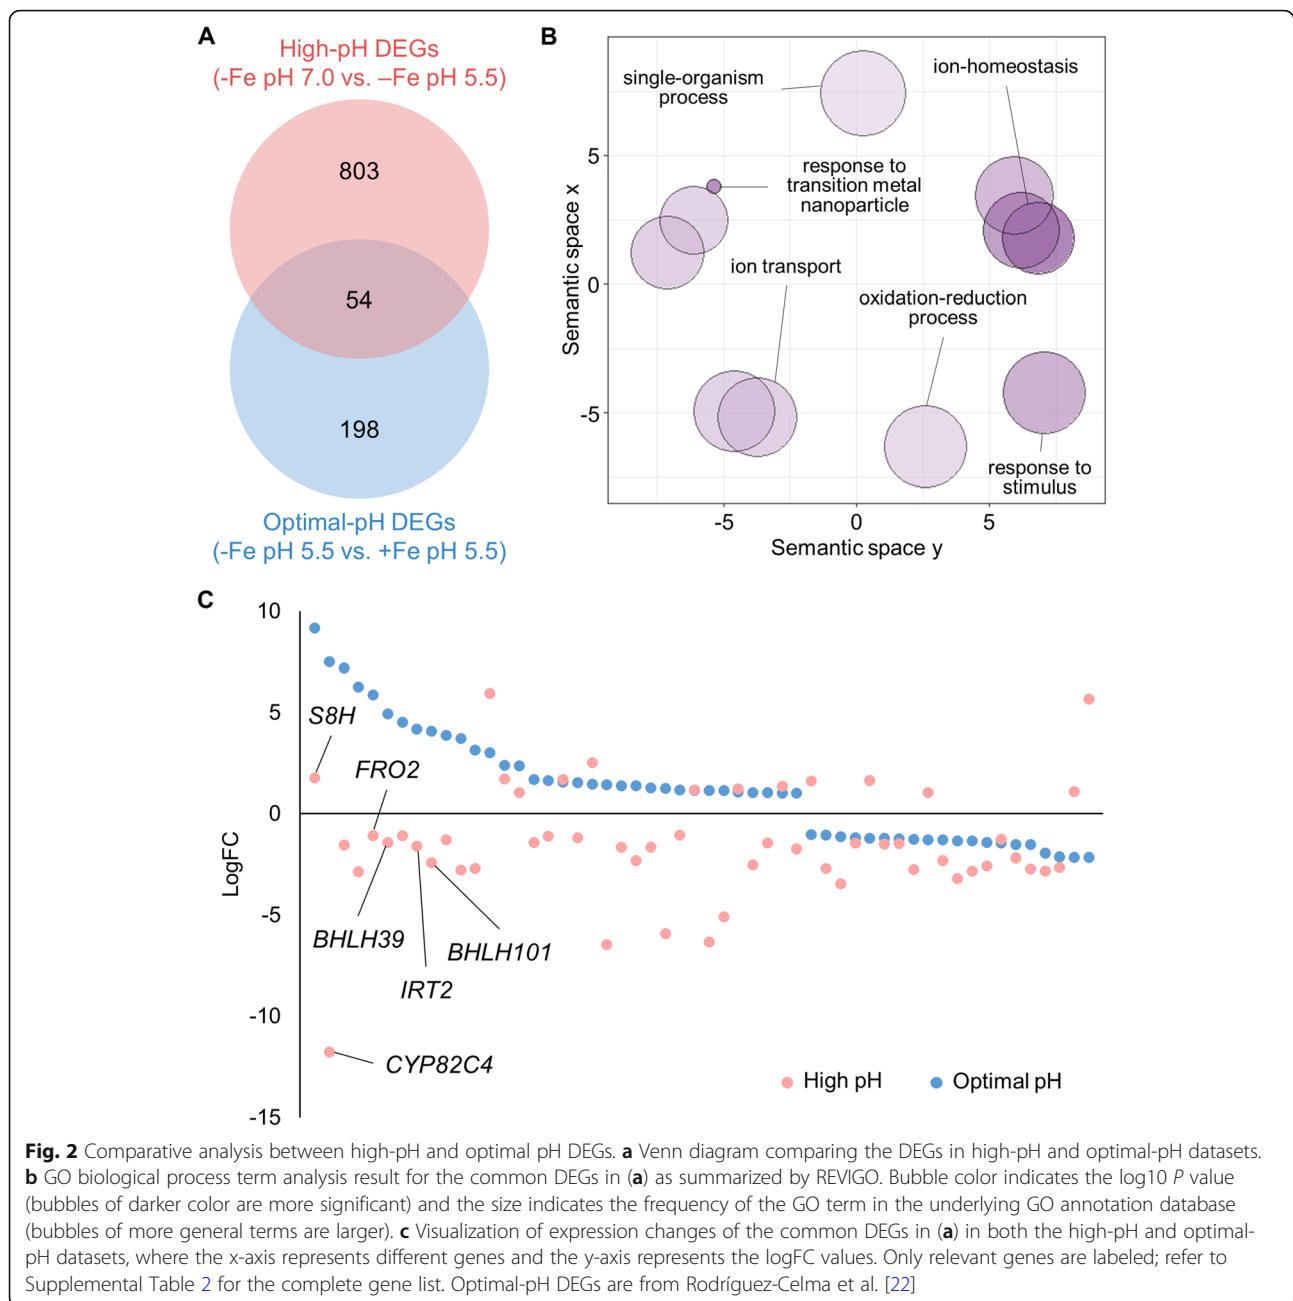 A
High-pH DEGs
(-Fe pH 7.0 vs. –Fe pH 5.5)
803
54
198
Optimal-pH DEGs
(-Fe pH 5.5 vs. +Fe pH 5.5)
B
single-organism
process
ion-homeostasis
response to
transition metal
nanoparticle
ion transport
oxidation-reduction
process
response to
stimulus
5
0
-5
Semantic space x
-5
0
5
Semantic space y
C
10
5
0
-5
-10
-15
LogFC
S8H
FRO2
BHLH39
BHLH101
IRT2
CYP82C4
High pH
Optimal pH
Fig. 2 Comparative analysis between high-pH and optimal pH DEGs. a Venn diagram comparing the DEGs in high-pH and optimal-pH datasets.
b GO biological process term analysis result for the common DEGs in (a) as summarized by REVIGO. Bubble color indicates the log10 P value
(bubbles of darker color are more significant) and the size indicates the frequency of the GO term in the underlying GO annotation database
(bubbles of more general terms are larger). c Visualization of expression changes of the common DEGs in (a) in both the high-pH and optimal-
pH datasets, where the x-axis represents different genes and the y-axis represents the logFC values. Only relevant genes are labeled; refer to
Supplemental Table 2 for the complete gene list. Optimal-pH DEGs are from Rodríguez-Celma et al. [22]